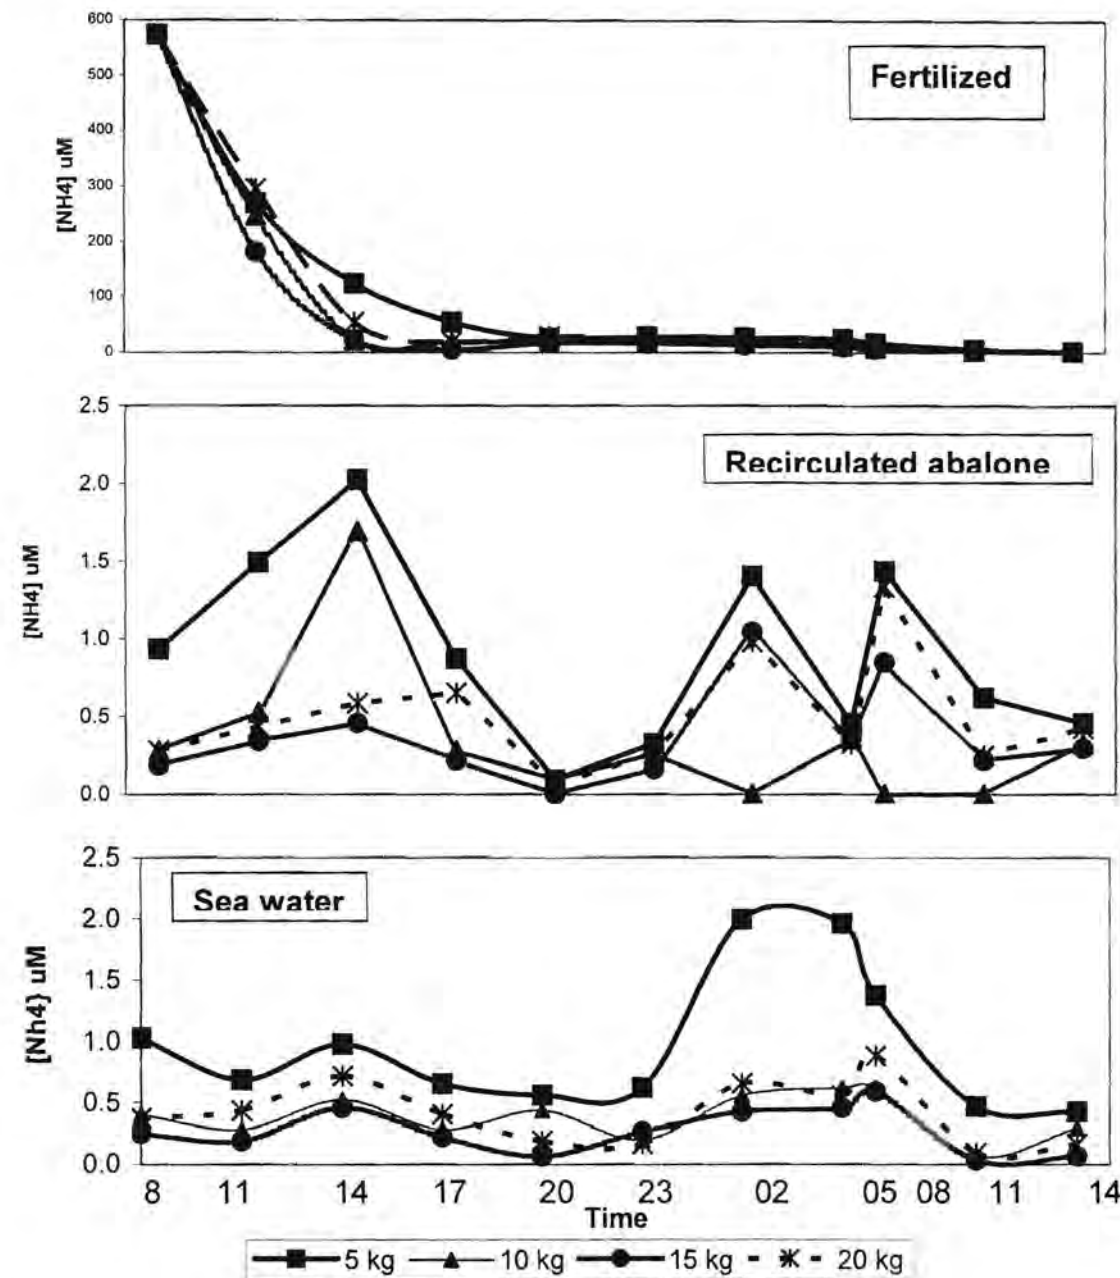 600
500
400
300
200
100
0
[NH4] uM
Fertilized
2.5
2.0
1.5
1.0
0.5
0.0
[NH4] uM
Recirculated abalone
2.5
2.0
1.5
1.0
0.5
0.0
[Nh4} uM
Sea water
8 11 14 17 20 23 02 05 08 11 14
Time
5 kg 10 kg 15 kg 20 kg